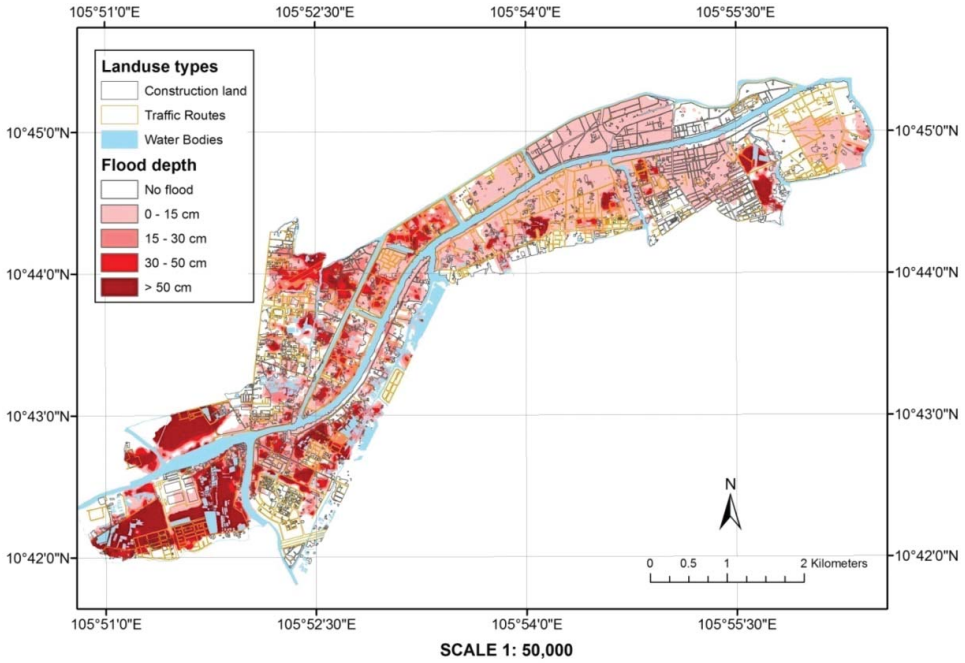 105°51'0"E 105°52'30"E 105°54'0"E 105°55'30"E
Landuse types
Construction land
Traffic Routes
Water Bodies
Flood depth
No flood
0 - 15 cm
15 - 30 cm
30 - 50 cm
> 50 cm
10°45'0"N 10°45'0"N
10°44'0"N 10°44'0"N
10°43'0"N 10°43'0"N
10°42'0"N 10°42'0"N
N
0 0.5 1 2 Kilometers
105°51'0"E 105°52'30"E 105°54'0"E 105°55'30"E
SCALE 1: 50,000